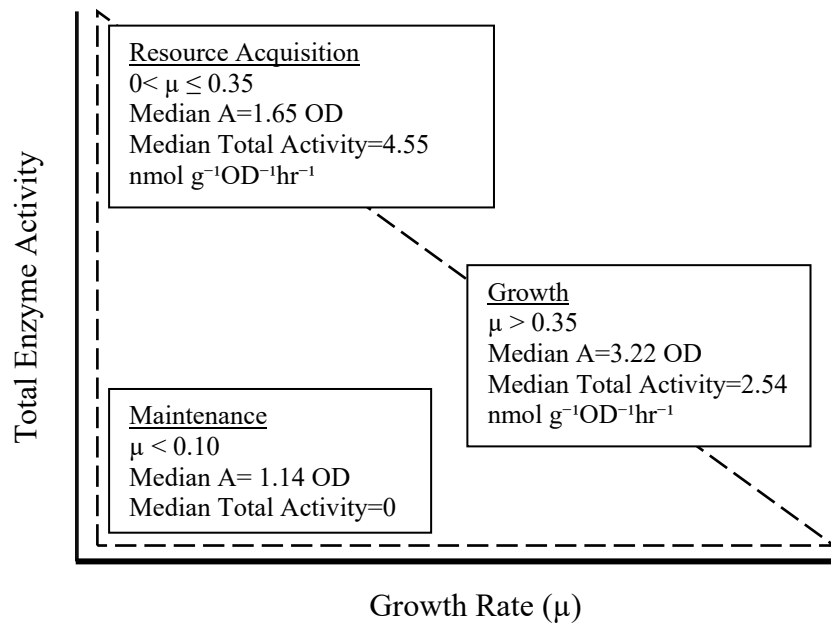 Total Enzyme Activity
Resource Acquisition
0< μ ≤ 0.35
Median A=1.65 OD
Median Total Activity=4.55
nmol g⁻¹OD⁻¹hr⁻¹
Growth
μ > 0.35
Median A=3.22 OD
Median Total Activity=2.54
nmol g⁻¹OD⁻¹hr⁻¹
Maintenance
μ < 0.10
Median A= 1.14 OD
Median Total Activity=0
Growth Rate (μ)